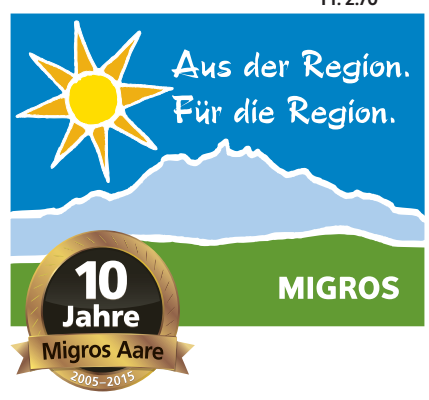 Aus der Region.
Für die Region.
MIGROS
10
Jahre
Migros Aare
2005–2015